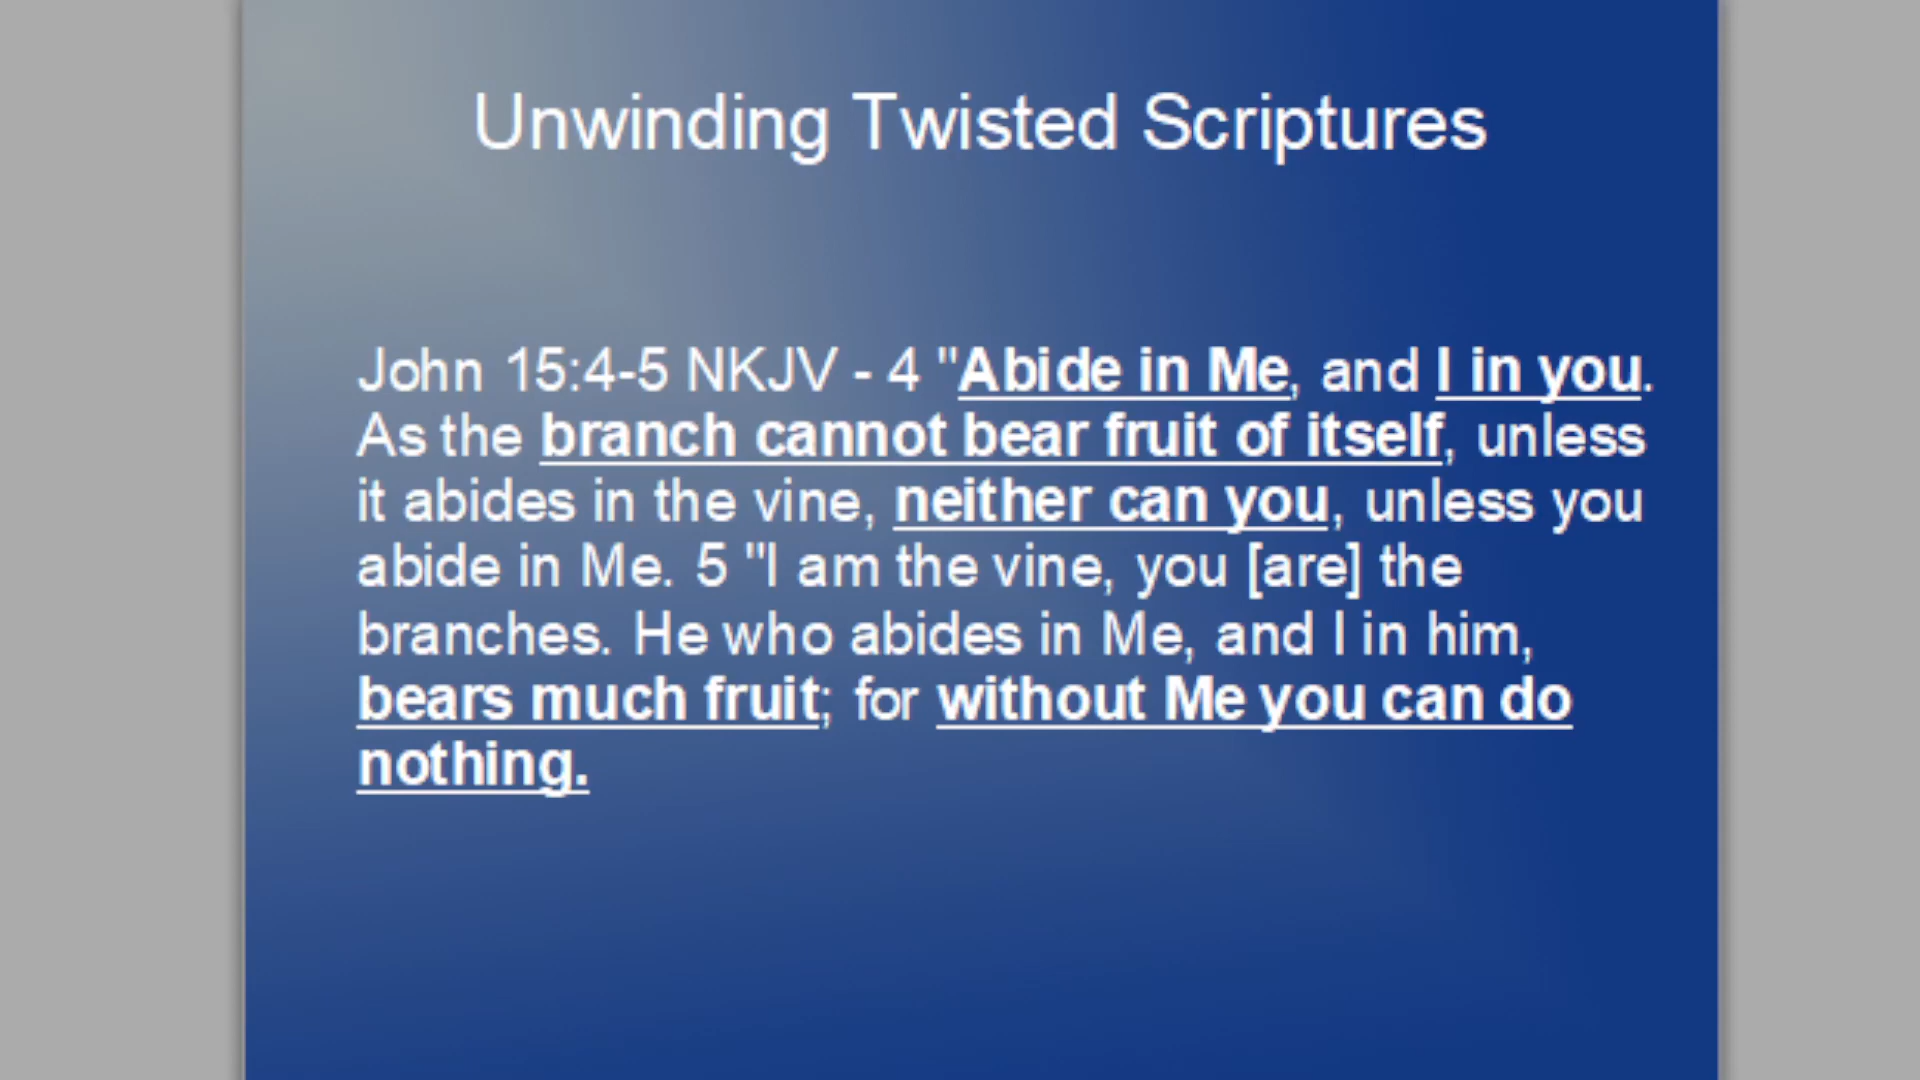 Unwinding Twisted Scriptures
John 15:4-5 NKJV - 4 "Abide in Me, and I in you.
As the branch cannot bear fruit of itself, unless
it abides in the vine, neither can you, unless you
abide in Me. 5 "I am the vine, you [are] the
branches. He who abides in Me, and I in him,
bears much fruit; for without Me you can do
nothing.